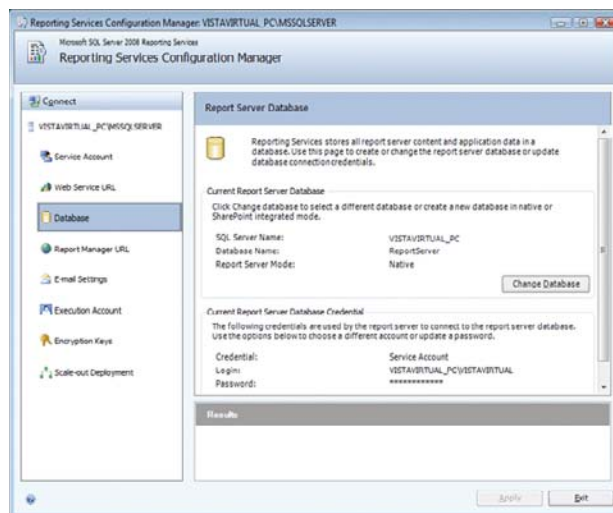 Reporting Services Configuration Manager: VISTAVIRTUAL_PC\MSSQLSERVER
Microsoft SQL Server 2008 Reporting Services
Reporting Services Configuration Manager
Connect
VISTAVIRTUAL_PC\MSSQLSERVER
Service Account
Web Service URL
Database
Report Manager URL
E-mail Settings
Execution Account
Encryption Keys
Scale-out Deployment
Report Server Database
Reporting Services stores all report server content and application data in a
database. Use this page to create or change the report server database or update
database connection credentials.
Current Report Server Database
Click Change database to select a different database or create a new database in native or
SharePoint integrated mode.
SQL Server Name: VISTAVIRTUAL_PC
Database Name: ReportServer
Report Server Mode: Native
Change Database
Current Report Server Database Credential
The following credentials are used by the report server to connect to the report server database.
Use the options below to choose a different account or update a password.
Credential: Service Account
Login: VISTAVIRTUAL_PC\VISTAVIRTUAL
Password: ************
Results
Apply
Exit